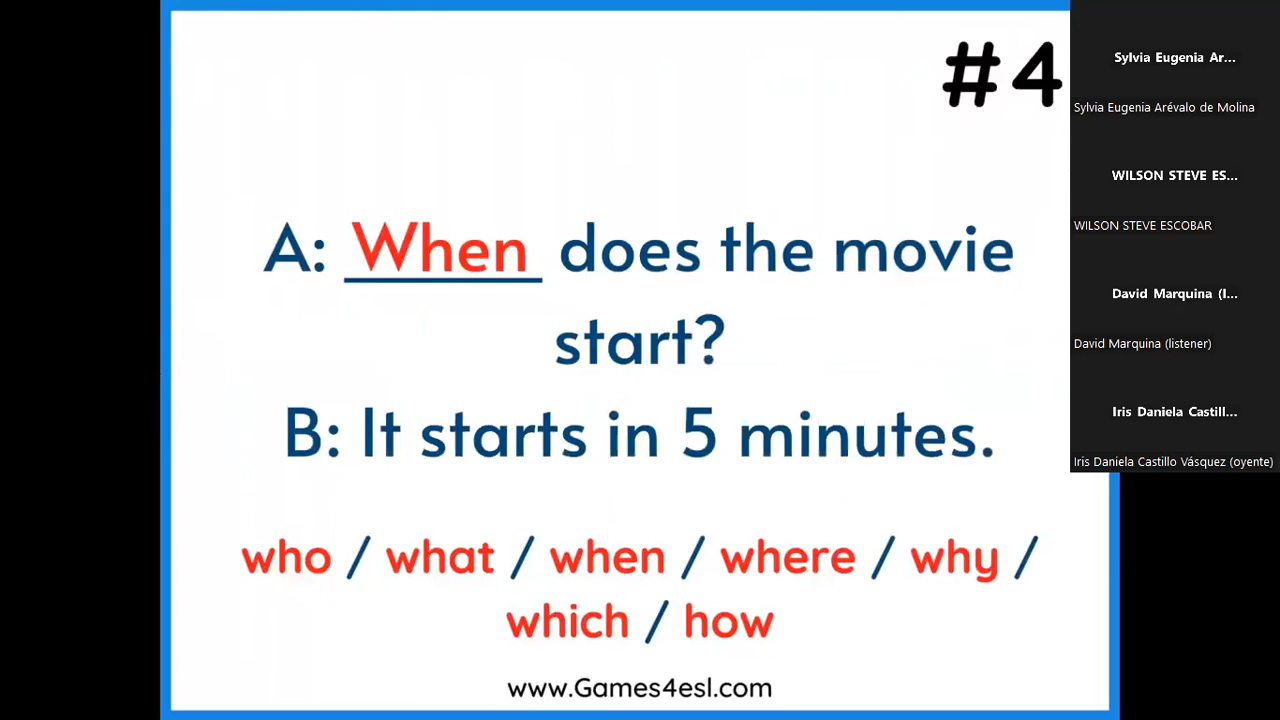 #4
A: When does the movie
start?
B: It starts in 5 minutes.
who / what / when / where / why /
which / how
www.Games4esl.com
Sylvia Eugenia Ar...
Sylvia Eugenia Arévalo de Molina
WILSON STEVE ES...
WILSON STEVE ESCOBAR
David Marquina (l...
David Marquina (listener)
Iris Daniela Castill...
Iris Daniela Castillo Vásquez (oyente)